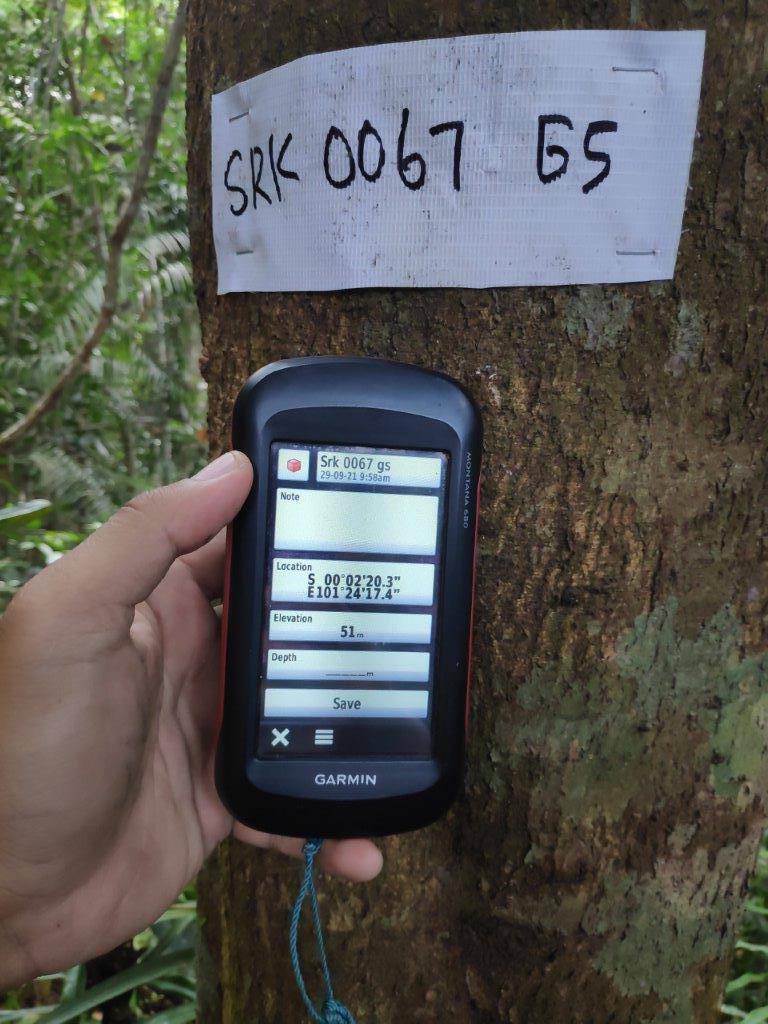 SRK 0067 GS
MONTANA 680
Srk 0067 gs
29-09-21 9:58am
Note
Location
S 00°02'20.3"
E101°24'17.4"
Elevation
51m
Depth
_____m
Save
GARMIN